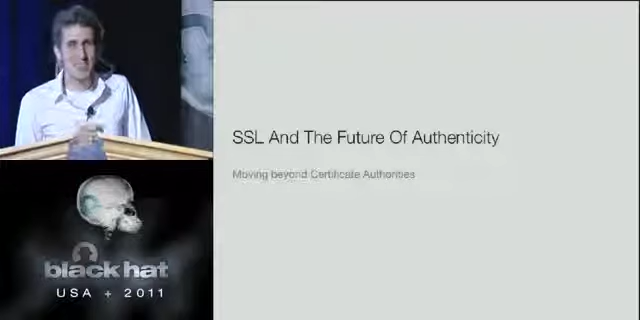 SSL And The Future Of Authenticity
Moving beyond Certificate Authorities
black hat
USA + 2011